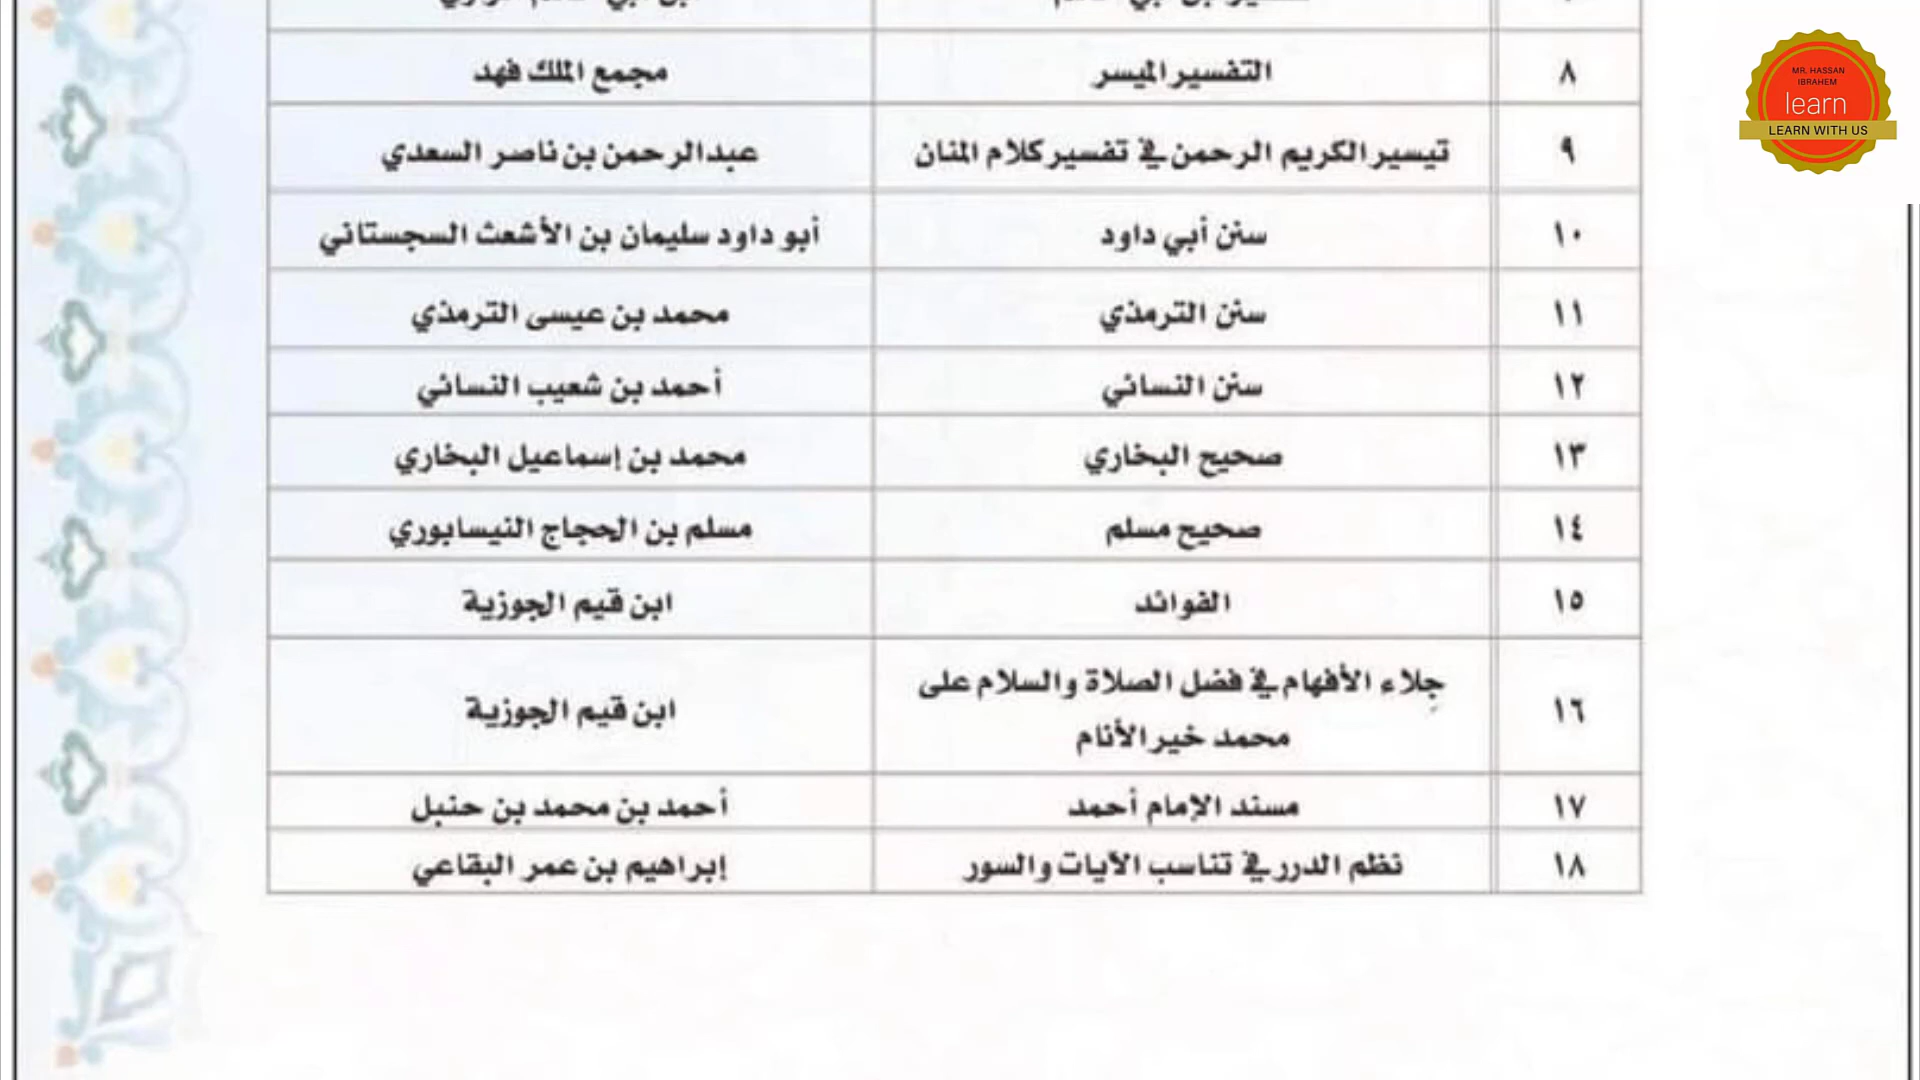 ٨ التفسير الميسر مجمع الملك فهد
٩ تيسير الكريم الرحمن في تفسير كلام المنان عبدالرحمن بن ناصر السعدي
١٠ سنن أبي داود أبو داود سليمان بن الأشعث السجستاني
١١ سنن الترمذي محمد بن عيسى الترمذي
١٢ سنن النسائي أحمد بن شعيب النسائي
١٣ صحيح البخاري محمد بن إسماعيل البخاري
١٤ صحيح مسلم مسلم بن الحجاج النيسابوري
١٥ الفوائد ابن قيم الجوزية
١٦ جِلاء الأفهام في فضل الصلاة والسلام على
محمد خير الأنام ابن قيم الجوزية
١٧ مسند الإمام أحمد أحمد بن محمد بن حنبل
١٨ نظم الدرر في تناسب الآيات والسور إبراهيم بن عمر البقاعي
MR. HASSAN
IBRAHEM
learn
LEARN WITH US